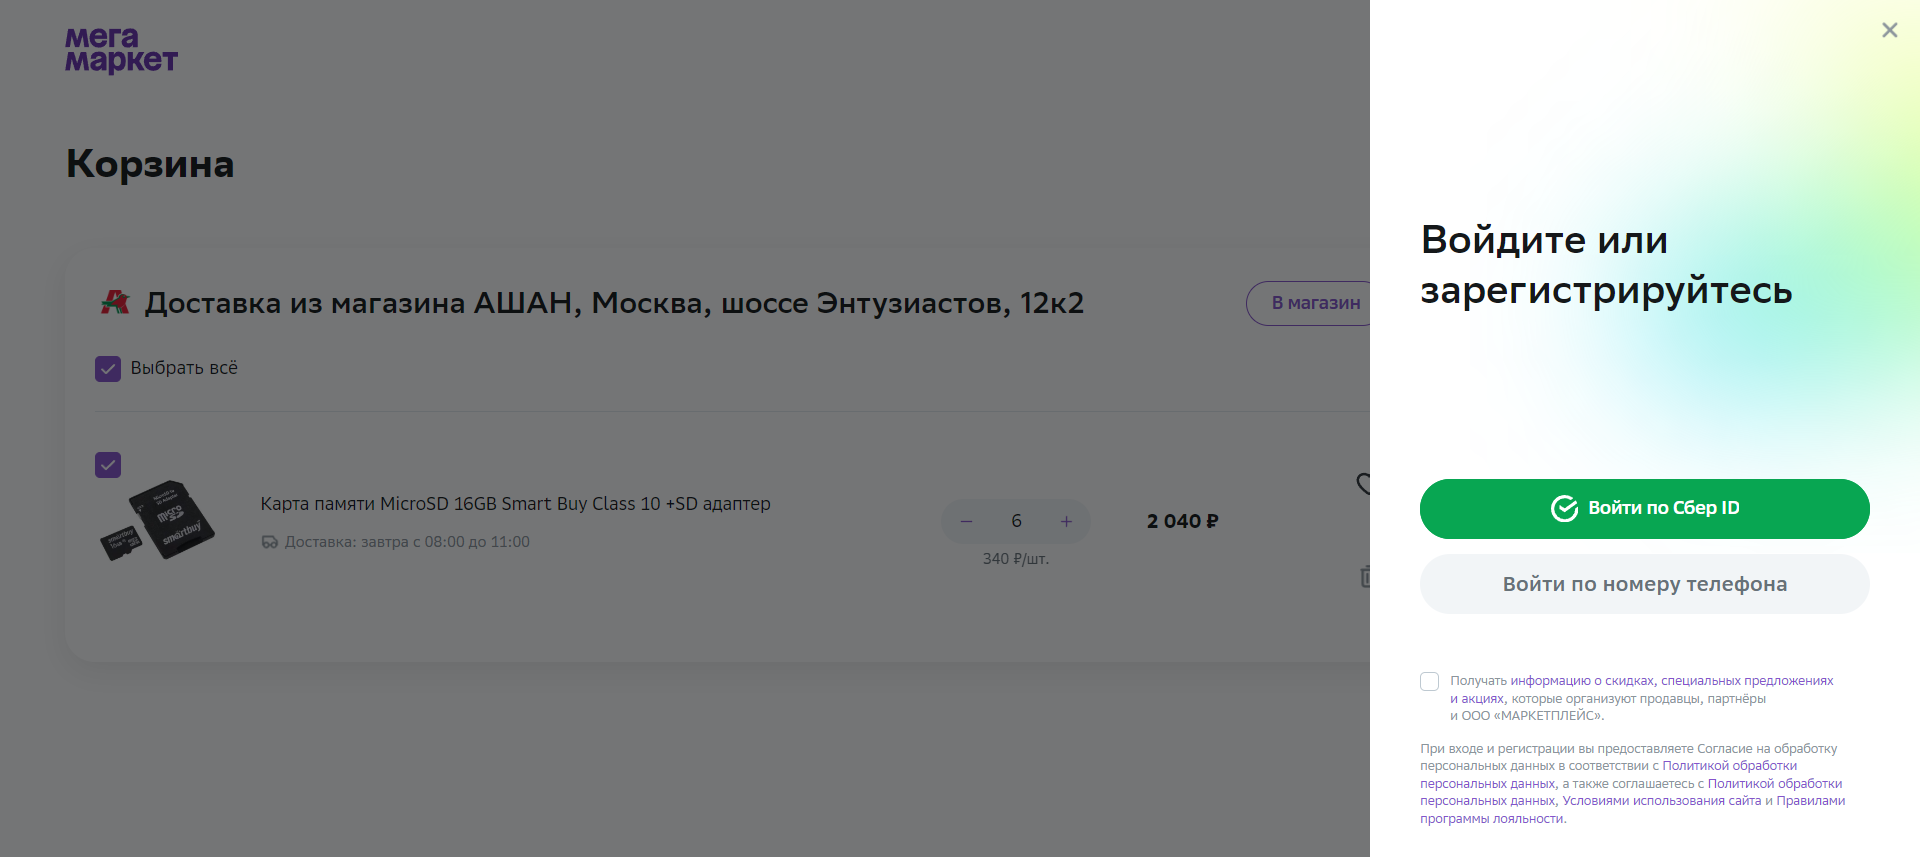 мега
маркет
Корзина
Доставка из магазина АШАН, Москва, шоссе Энтузиастов, 12к2
В магазин
Выбрать всё
Карта памяти MicroSD 16GB Smart Buy Class 10 +SD адаптер
Доставка: завтра с 08:00 до 11:00
6
340 ₽/шт.
2 040 ₽
micro
smartbuy
Войдите или
зарегистрируйтесь
Войти по Сбер ID
Войти по номеру телефона
Получать информацию о скидках, специальных предложениях
и акциях, которые организуют продавцы, партнёры
и ООО «МАРКЕТПЛЕЙС».
При входе и регистрации вы предоставляете Согласие на обработку
персональных данных в соответствии с Политикой обработки
персональных данных, а также соглашаетесь с Политикой обработки
персональных данных, Условиями использования сайта и Правилами
программы лояльности.